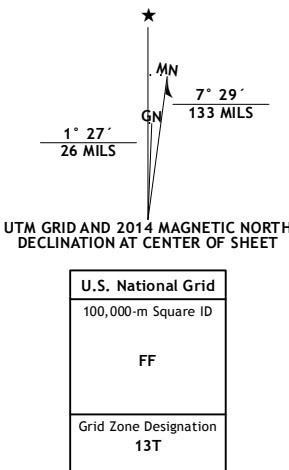 ★
MN
7° 29´
133 MILS
GN
1° 27´
26 MILS
UTM GRID AND 2014 MAGNETIC NORTH
DECLINATION AT CENTER OF SHEET
U.S. National Grid
100,000-m Square ID
FF
Grid Zone Designation
13T